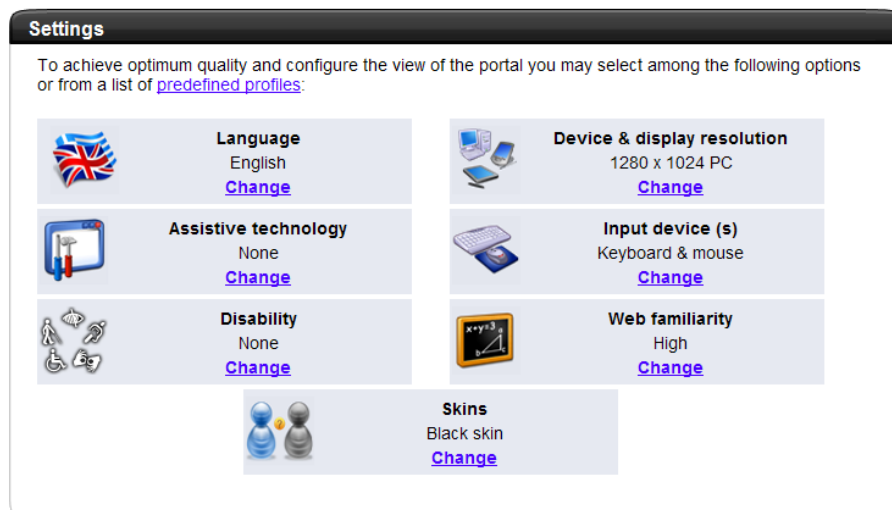 Settings
To achieve optimum quality and configure the view of the portal you may select among the following options
or from a list of predefined profiles:
Language
English
Change
Device & display resolution
1280 x 1024 PC
Change
Assistive technology
None
Change
Input device (s)
Keyboard & mouse
Change
Disability
None
Change
x+y=3
a
b
c
Web familiarity
High
Change
?
Skins
Black skin
Change